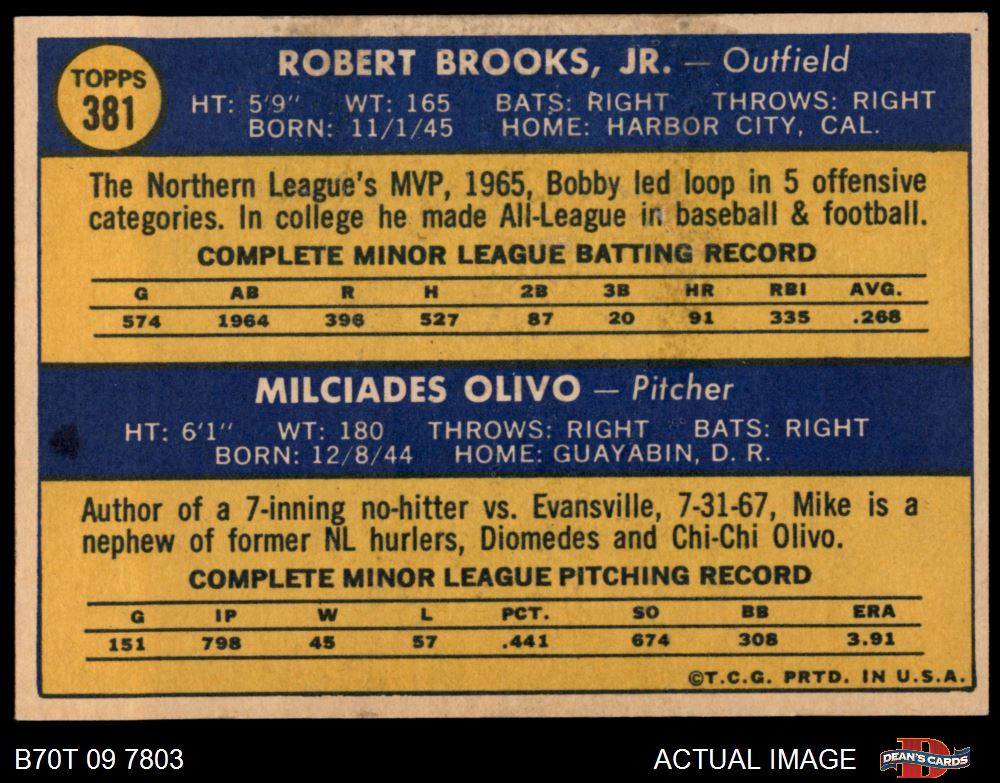 TOPPS
381
ROBERT BROOKS, JR. — Outfield
HT: 5'9" WT: 165 BATS: RIGHT THROWS: RIGHT
BORN: 11/1/45 HOME: HARBOR CITY, CAL.
The Northern League's MVP, 1965, Bobby led loop in 5 offensive
categories. In college he made All-League in baseball & football.
COMPLETE MINOR LEAGUE BATTING RECORD
G AB R H 2B 3B HR RBI AVG.
574 1964 396 527 87 20 91 335 .268
MILCIADES OLIVO — Pitcher
HT: 6'1" WT: 180 THROWS: RIGHT BATS: RIGHT
BORN: 12/8/44 HOME: GUAYABIN, D. R.
Author of a 7-inning no-hitter vs. Evansville, 7-31-67, Mike is a
nephew of former NL hurlers, Diomedes and Chi-Chi Olivo.
COMPLETE MINOR LEAGUE PITCHING RECORD
G IP W L PCT. SO BB ERA
151 798 45 57 .441 674 308 3.91
©T.C.G. PRTD. IN U.S.A.
B70T 09 7803 ACTUAL IMAGE DEAN'S CARDS